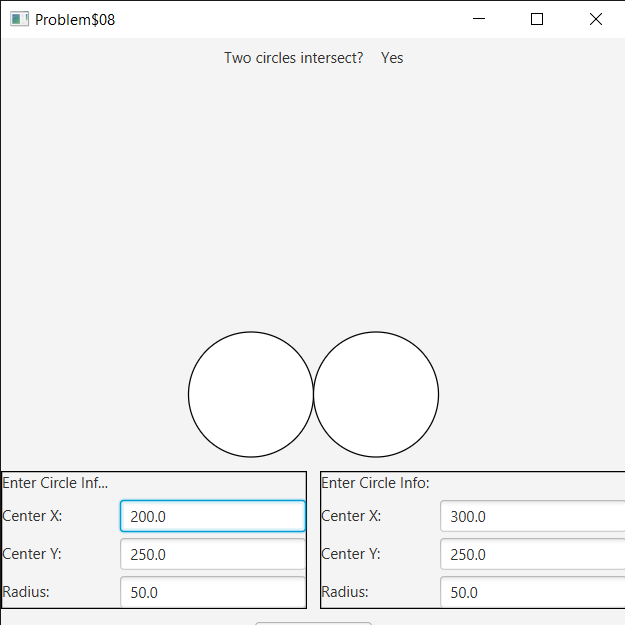 Problem$08
Two circles intersect? Yes
Enter Circle Inf...
Center X: 200.0
Center Y: 250.0
Radius: 50.0
Enter Circle Info:
Center X: 300.0
Center Y: 250.0
Radius: 50.0